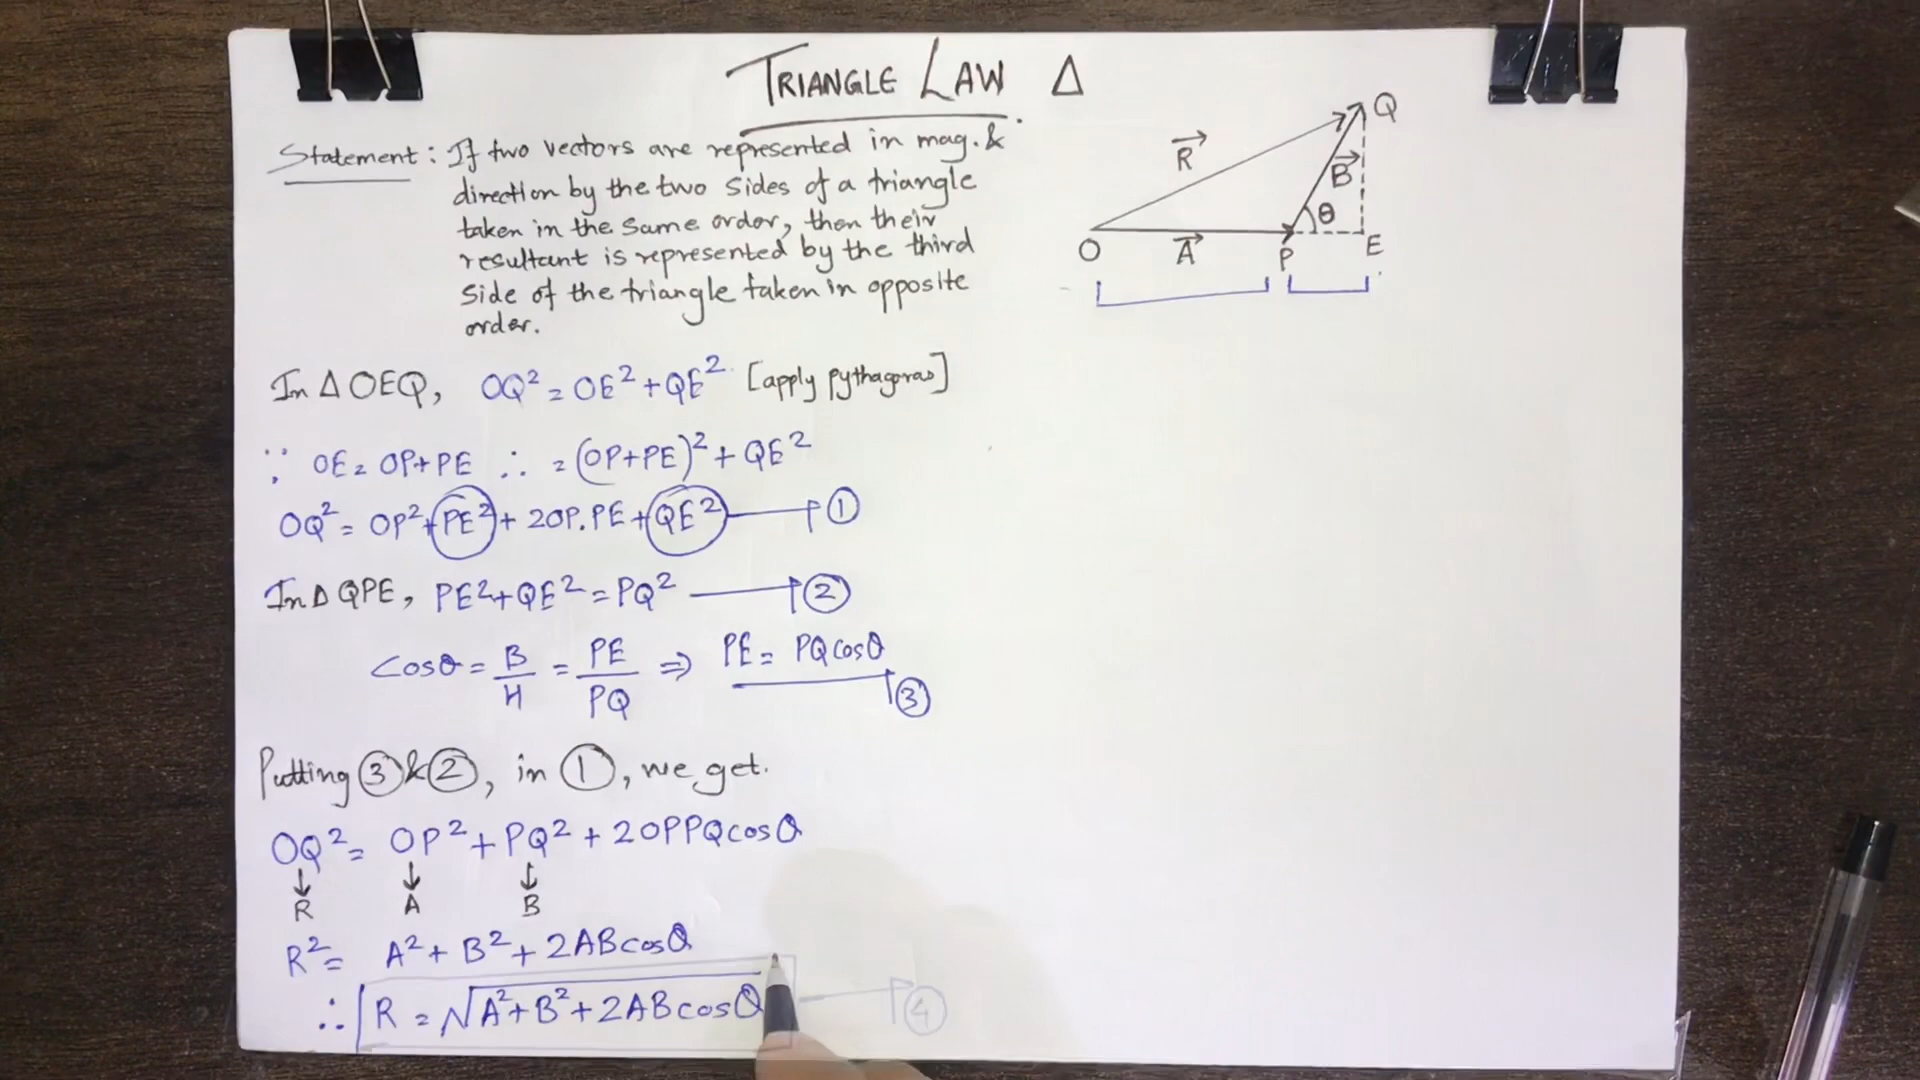 TRIANGLE LAW Δ
Statement : If two vectors are represented in mag. &
direction by the two sides of a triangle
taken in the same order, then their
resultant is represented by the third
side of the triangle taken in opposite
order.
In Δ OEQ, OQ² = OE² + QE² [apply pythagoras]
∵ OE = OP + PE ∴ = (OP+PE)² + QE²
OQ² = OP² + PE² + 2OP.PE + QE² → ①
In Δ QPE, PE² + QE² = PQ² → ②
Cosθ = B/H = PE/PQ ⇒ PE = PQ cosθ
③
Putting ③ & ②, in ①, we get.
OQ² = OP² + PQ² + 2OPPQcosθ
↓ ↓ ↓
R A B
R² = A² + B² + 2ABcosθ
∴ R = √A² + B² + 2ABcosθ → ④
Q
R
B
θ
O A P E